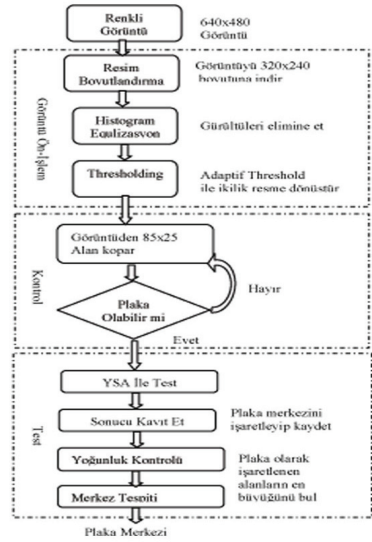 Renkli
Görüntü
640x480
Görüntü
Resim
Boyutlandırma
Görüntüyü 320x240
boyutuna indir
Histogram
Equlizasyon
Gürültüleri elimine et
Thresholding
Adaptif Threshold
ile ikilik resme dönüştür
Görüntü Ön-İşlem
Görüntüden 85x25
Alan kopar
Plaka
Olabilir mi
Hayır
Evet
Kontrol
YSA İle Test
Sonucu Kayıt Et
Plaka merkezini
işaretleyip kaydet
Yoğunluk Kontrolü
Plaka olarak
işaretlenen
alanların en
büyüğünü bul
Merkez Tespiti
Test
Plaka Merkezi